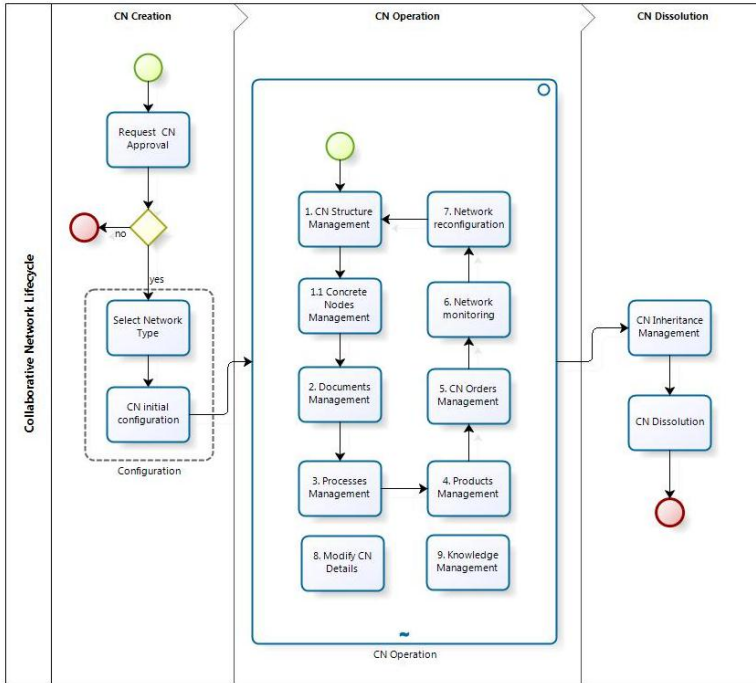 Collaborative Network Lifecycle
CN Creation
Request CN
Approval
no
yes
Select Network
Type
CN initial
configuration
Configuration
CN Operation
1. CN Structure
Management
1.1 Concrete
Nodes
Management
2. Documents
Management
3. Processes
Management
4. Products
Management
5. CN Orders
Management
6. Network
monitoring
7. Network
reconfiguration
8. Modify CN
Details
9. Knowledge
Management
~
CN Operation
CN Dissolution
CN Inheritance
Management
CN Dissolution